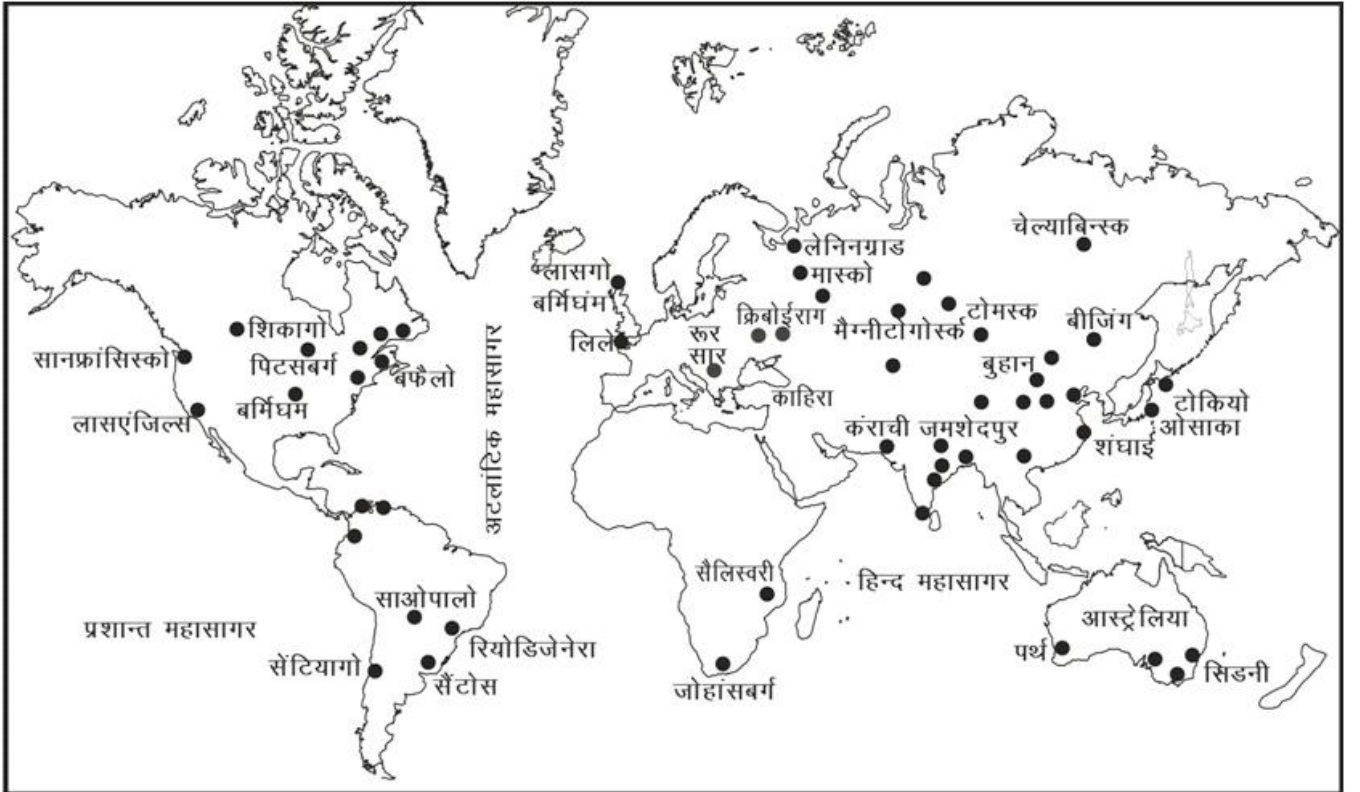 चेल्याबिन्स्क
लेनिनग्राड
ग्लासगो
मास्को
बर्मिघंम
क्रिबोईराग
टोमस्क
मैग्नीटोगोर्स्क
बीजिंग
शिकागो
रूर
सार
लिले
सानफ्रांसिस्को
पिटसबर्ग
बफैलो
बुहान
बर्मिघम
काहिरा
टोकियो
लासएंजिल्स
कंराची
जमशेदपुर
ओसाका
शंघाई
अटलांटिक महासागर
सैलिस्वरी
हिन्द महासागर
साओपालो
आस्ट्रेलिया
प्रशान्त महासागर
रियोडिजेनेरा
पर्थ
सेंटियागो
सिडनी
सैंटोस
जोहांसबर्ग